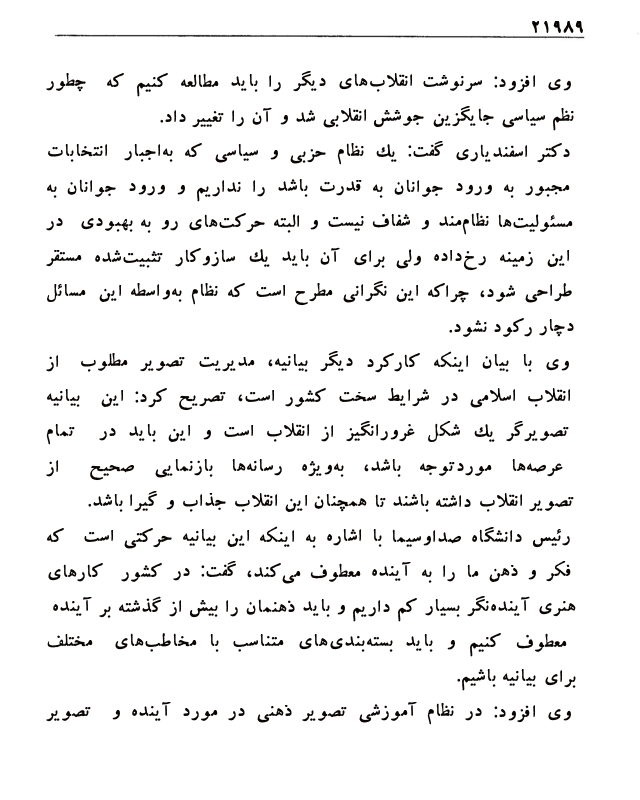 ۲۱۹۸۹
وی افزود: سرنوشت انقلاب‌های دیگر را باید مطالعه کنیم که چطور
نظم سیاسی جایگزین جوشش انقلابی شد و آن را تغییر داد.
دکتر اسفندیاری گفت: یك نظام حزبی و سیاسی که به‌اجبار انتخابات
مجبور به ورود جوانان به قدرت باشد را نداریم و ورود جوانان به
مسئولیت‌ها نظام‌مند و شفاف نیست و البته حرکت‌های رو به بهبودی در
این زمینه رخ‌داده ولی برای آن باید یك سازوکار تثبیت‌شده مستقر
طراحی شود، چراکه این نگرانی مطرح است که نظام به‌واسطه این مسائل
دچار رکود نشود.
وی با بیان اینکه کارکرد دیگر بیانیه، مدیریت تصویر مطلوب از
انقلاب اسلامی در شرایط سخت کشور است، تصریح کرد: این بیانیه
تصویرگر یك شکل غرورانگیز از انقلاب است و این باید در تمام
عرصه‌ها موردتوجه باشد، به‌ویژه رسانه‌ها بازنمایی صحیح از
تصویر انقلاب داشته باشند تا همچنان این انقلاب جذاب و گیرا باشد.
رئیس دانشگاه صداوسیما با اشاره به اینکه این بیانیه حرکتی است که
فکر و ذهن ما را به آینده معطوف می‌کند، گفت: در کشور کارهای
هنری آینده‌نگر بسیار کم داریم و باید ذهنمان را بیش از گذشته بر آینده
معطوف کنیم و باید بسته‌بندی‌های متناسب با مخاطب‌های مختلف
برای بیانیه باشیم.
وی افزود: در نظام آموزشی تصویر ذهنی در مورد آینده و تصویر